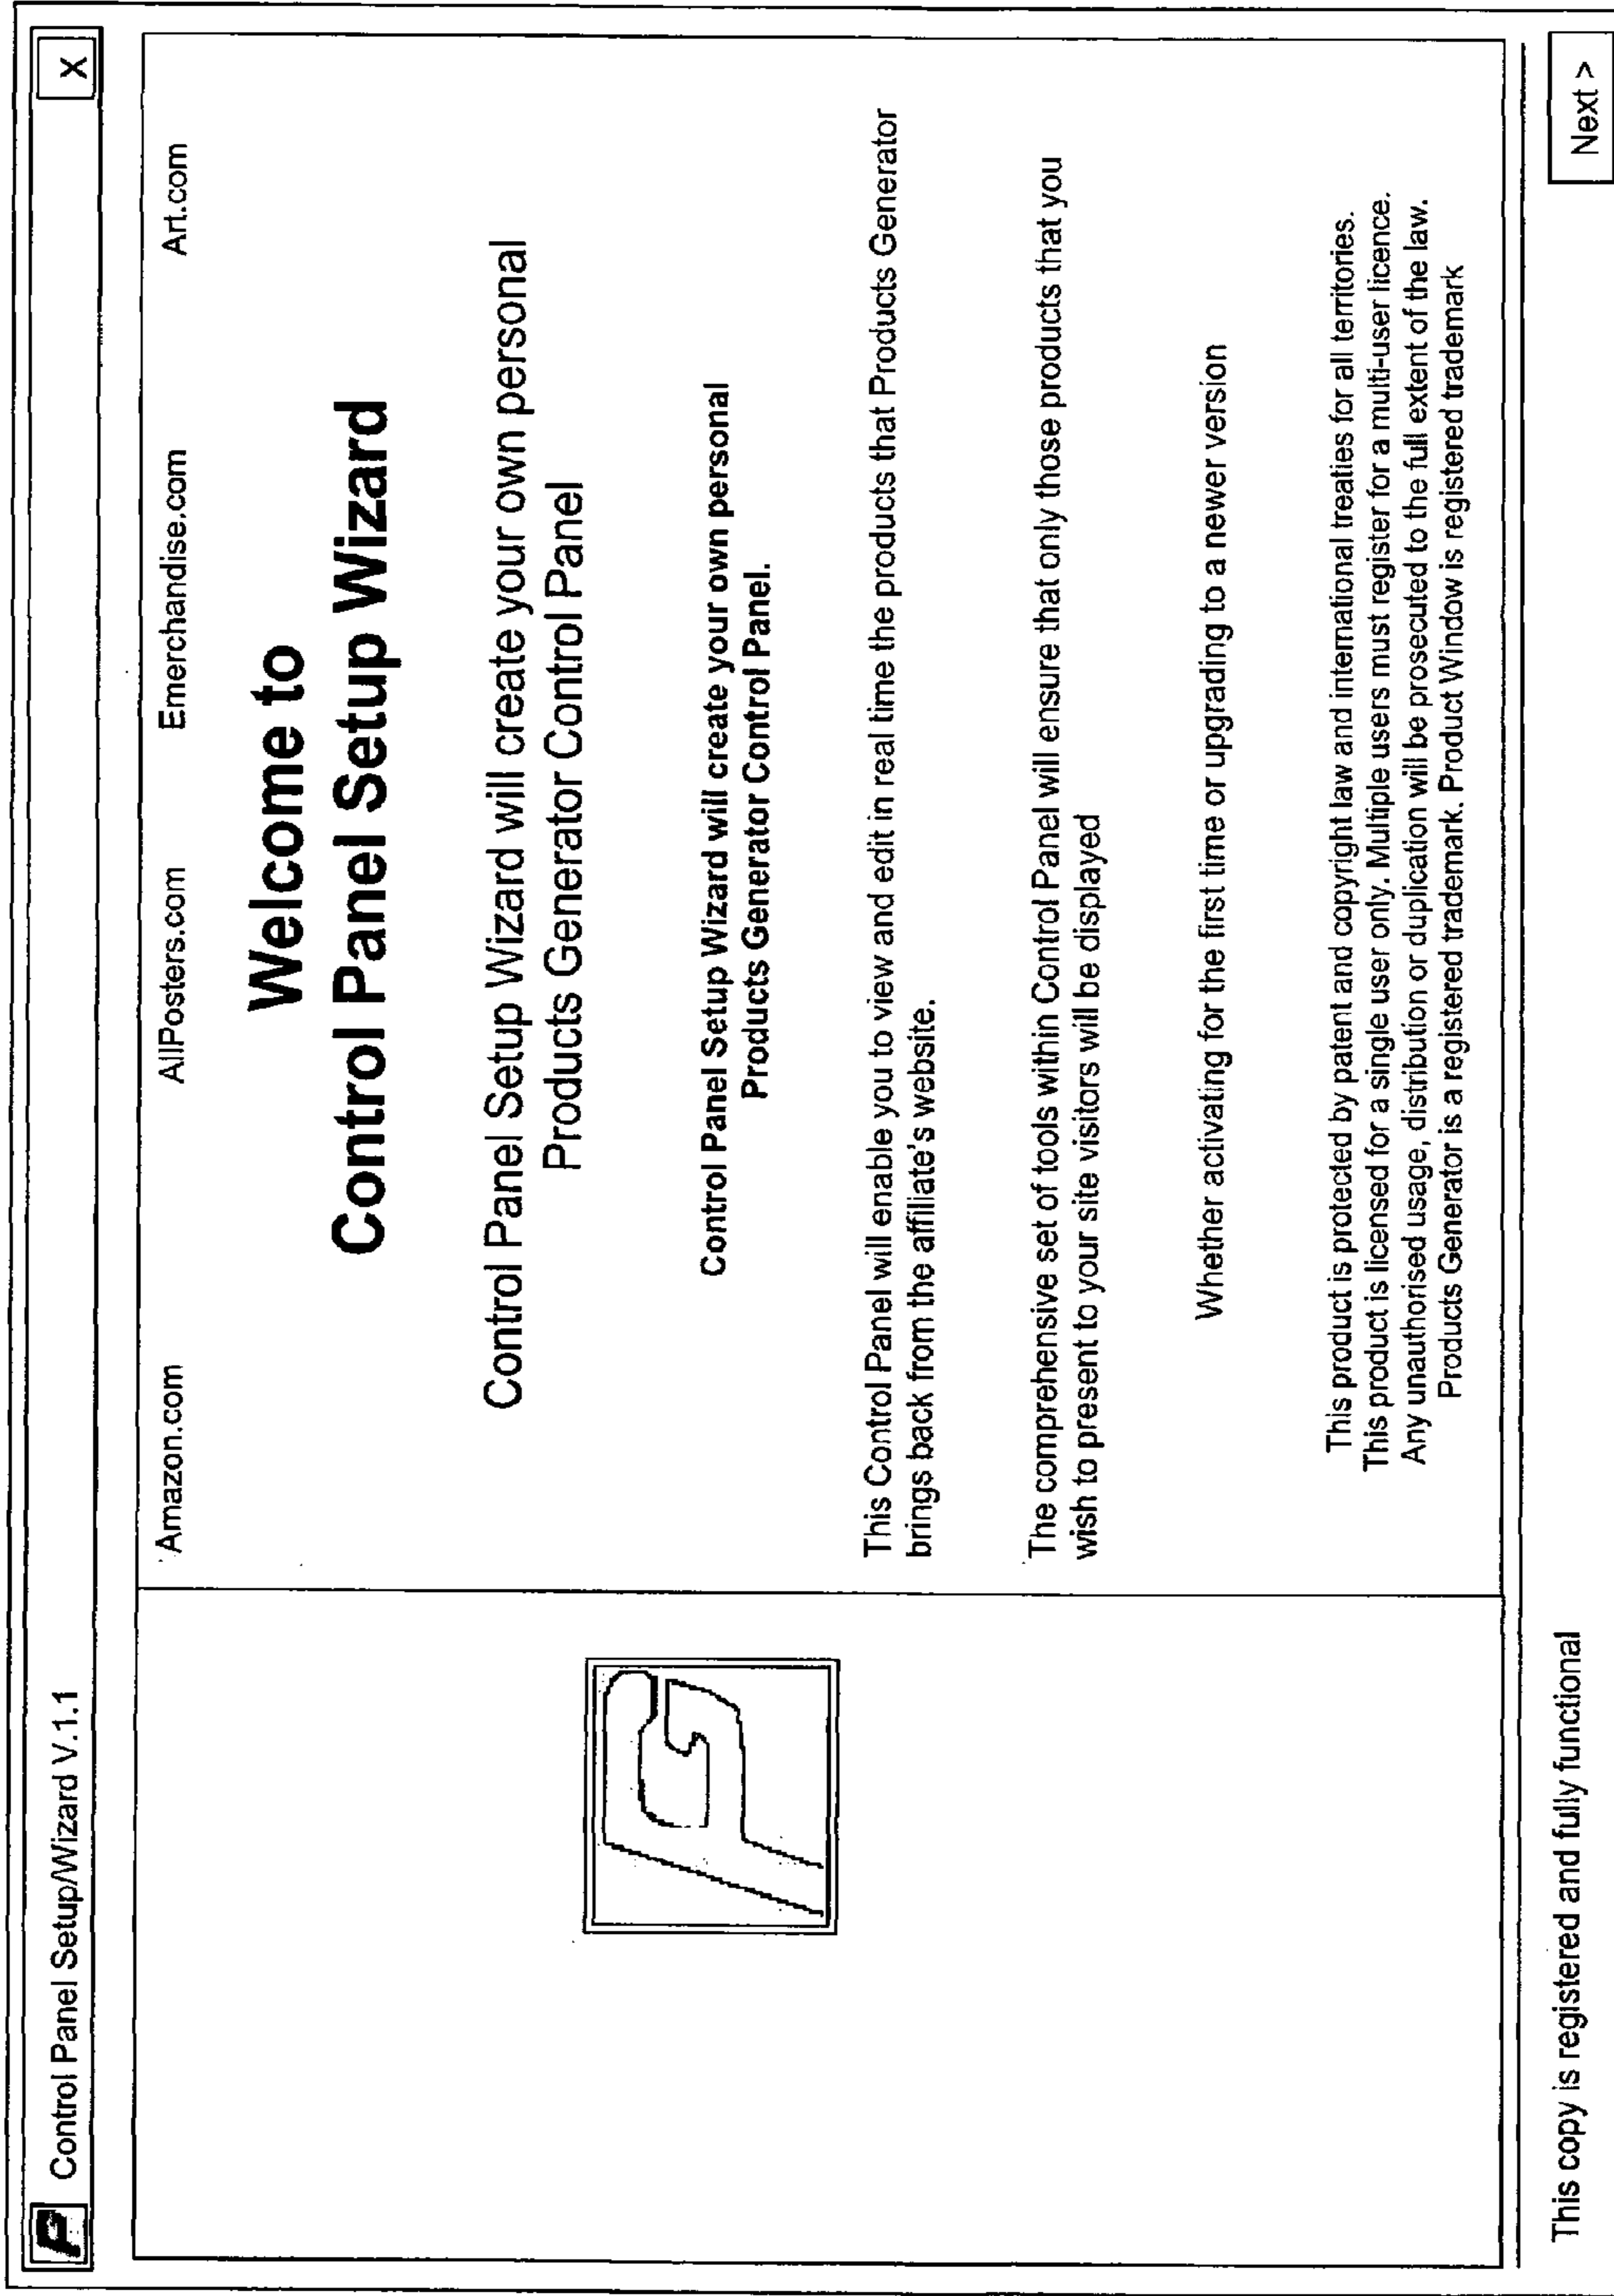 Control Panel Setup/Wizard V.1.1
X
Amazon.com AllPosters.com Emerchandise.com Art.com
Welcome to
Control Panel Setup Wizard
Control Panel Setup Wizard will create your own personal
Products Generator Control Panel
Control Panel Setup Wizard will create your own personal
Products Generator Control Panel.
This Control Panel will enable you to view and edit in real time the products that Products Generator
brings back from the affiliate's website.
The comprehensive set of tools within Control Panel will ensure that only those products that you
wish to present to your site visitors will be displayed
Whether activating for the first time or upgrading to a newer version
This product is protected by patent and copyright law and international treaties for all territories.
This product is licensed for a single user only. Multiple users must register for a multi-user licence.
Any unauthorised usage, distribution or duplication will be prosecuted to the full extent of the law.
Products Generator is a registered trademark. Product Window is registered trademark
This copy is registered and fully functional
Next >